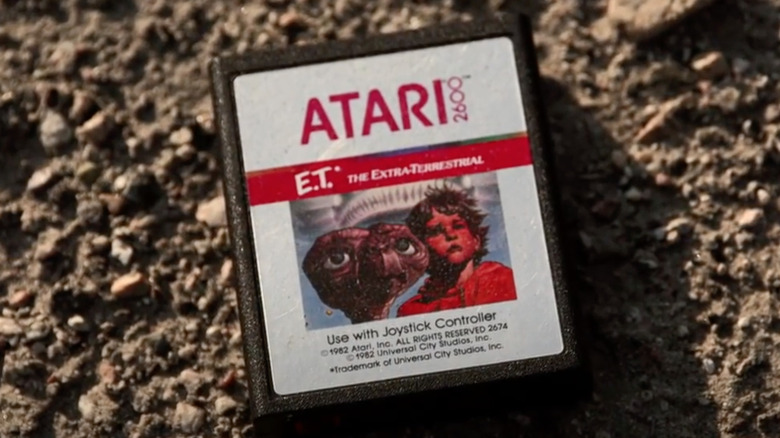 ATARI 2600™
E.T.* THE EXTRA-TERRESTRIAL
Use with Joystick Controller
© 1982 Atari, Inc. ALL RIGHTS RESERVED 2674
© 1982 Universal City Studios, Inc.
*Trademark of Universal City Studios, Inc.